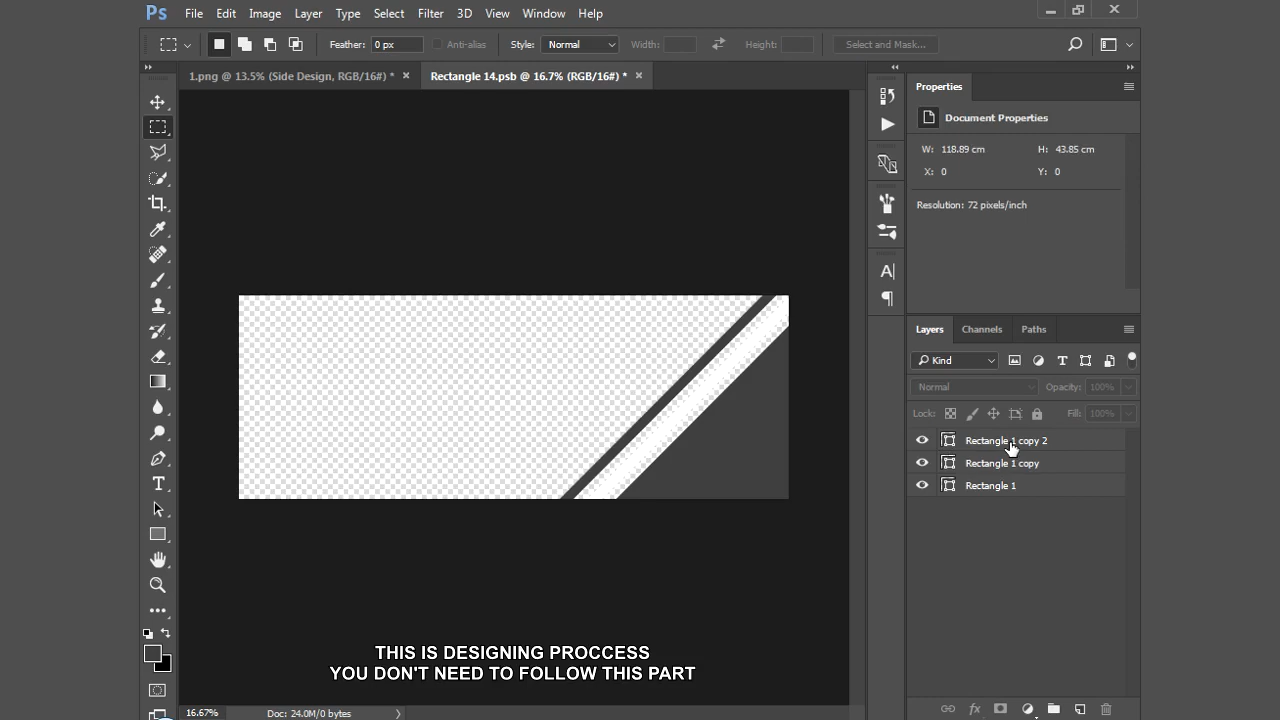 Ps File Edit Image Layer Type Select Filter 3D View Window Help
Feather: 0 px Anti-alias Style: Normal Width: Height: Select and Mask...
1.png @ 13.5% (Side Design, RGB/16#) * × Rectangle 14.psb @ 16.7% (RGB/16#) * ×
Properties
Document Properties
W: 118.89 cm H: 43.85 cm
X: 0 Y: 0
Resolution: 72 pixels/inch
Layers Channels Paths
Kind
Normal Opacity: 100%
Lock: Fill: 100%
Rectangle 1 copy 2
Rectangle 1 copy
Rectangle 1
THIS IS DESIGNING PROCCESS
YOU DON'T NEED TO FOLLOW THIS PART
16.67% Doc: 24.0M/0 bytes